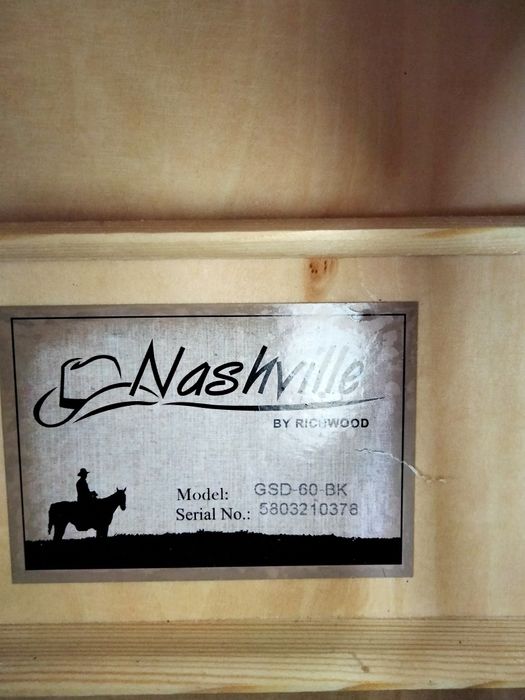 Nashville
BY RICHWOOD
Model: GSD-60-BK
Serial No.: 5803210378